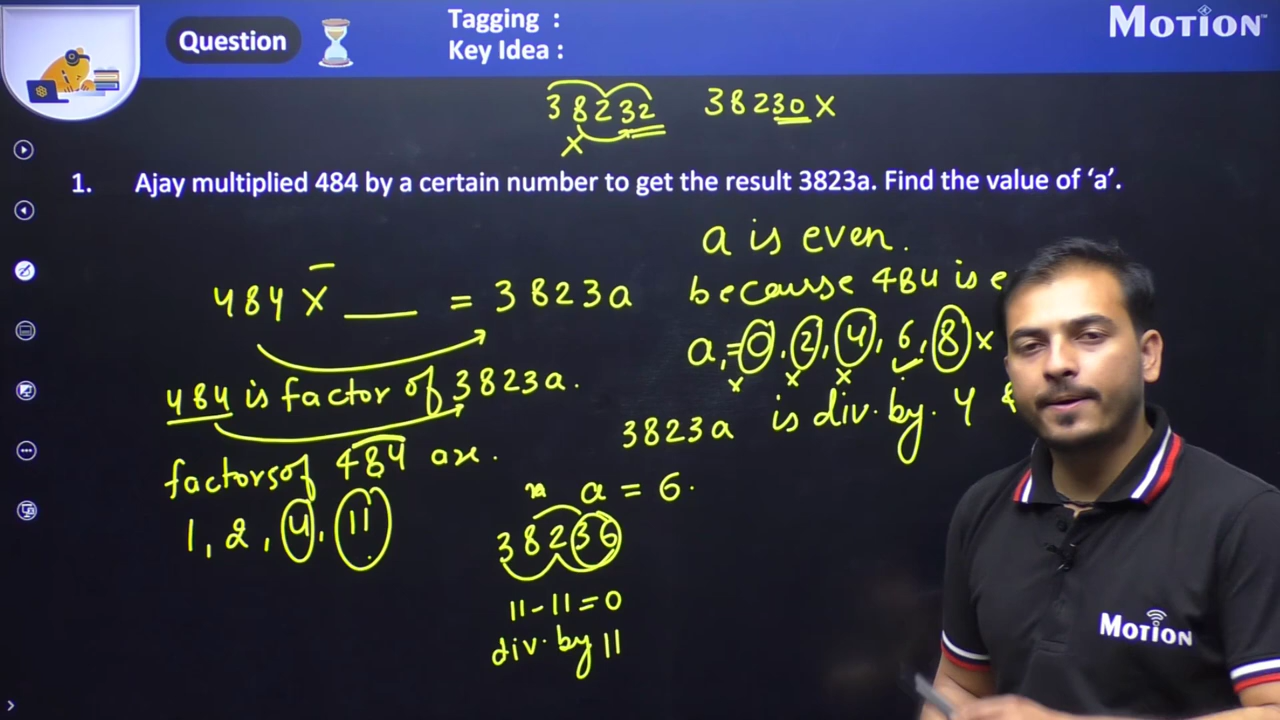 Question
Tagging :
Key Idea :
MOTION
38232 38230 X
X
1. Ajay multiplied 484 by a certain number to get the result 3823a. Find the value of 'a'.
a is even.
because 484 is e
484 X ___ = 3823a
a = 0, 2, 4, 6, 8 x
x x x
484 is factor of 3823a.
3823a is div. by. 4 &
factors of 484 are.
1, 2, 4, 11
a = 6.
38236
11-11=0
div. by 11
MOTION